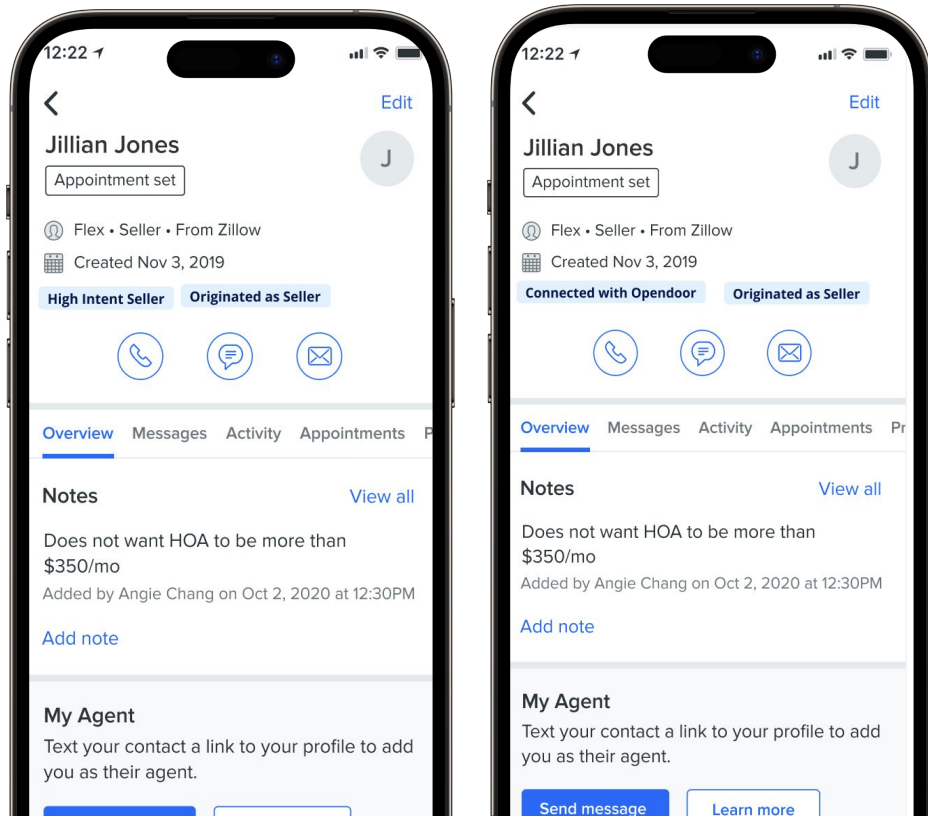 12:22
Edit
Jillian Jones
J
Appointment set
Flex • Seller • From Zillow
Created Nov 3, 2019
High Intent Seller
Originated as Seller
Overview Messages Activity Appointments P
Notes
View all
Does not want HOA to be more than
$350/mo
Added by Angie Chang on Oct 2, 2020 at 12:30PM
Add note
My Agent
Text your contact a link to your profile to add
you as their agent.
12:22
Edit
Jillian Jones
J
Appointment set
Flex • Seller • From Zillow
Created Nov 3, 2019
Connected with Opendoor
Originated as Seller
Overview Messages Activity Appointments Pr
Notes
View all
Does not want HOA to be more than
$350/mo
Added by Angie Chang on Oct 2, 2020 at 12:30PM
Add note
My Agent
Text your contact a link to your profile to add
you as their agent.
Send message
Learn more